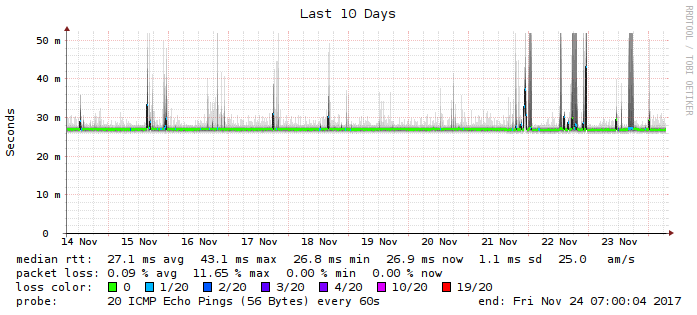 Last 10 Days
RRDTOOL / TOBI OETIKER
Seconds
50 m
40 m
30 m
20 m
10 m
0
14 Nov 15 Nov 16 Nov 17 Nov 18 Nov 19 Nov 20 Nov 21 Nov 22 Nov 23 Nov
median rtt: 27.1 ms avg 43.1 ms max 26.8 ms min 26.9 ms now 1.1 ms sd 25.0 am/s
packet loss: 0.09 % avg 11.65 % max 0.00 % min 0.00 % now
loss color: 0 1/20 2/20 3/20 4/20 10/20 19/20
probe: 20 ICMP Echo Pings (56 Bytes) every 60s end: Fri Nov 24 07:00:04 2017